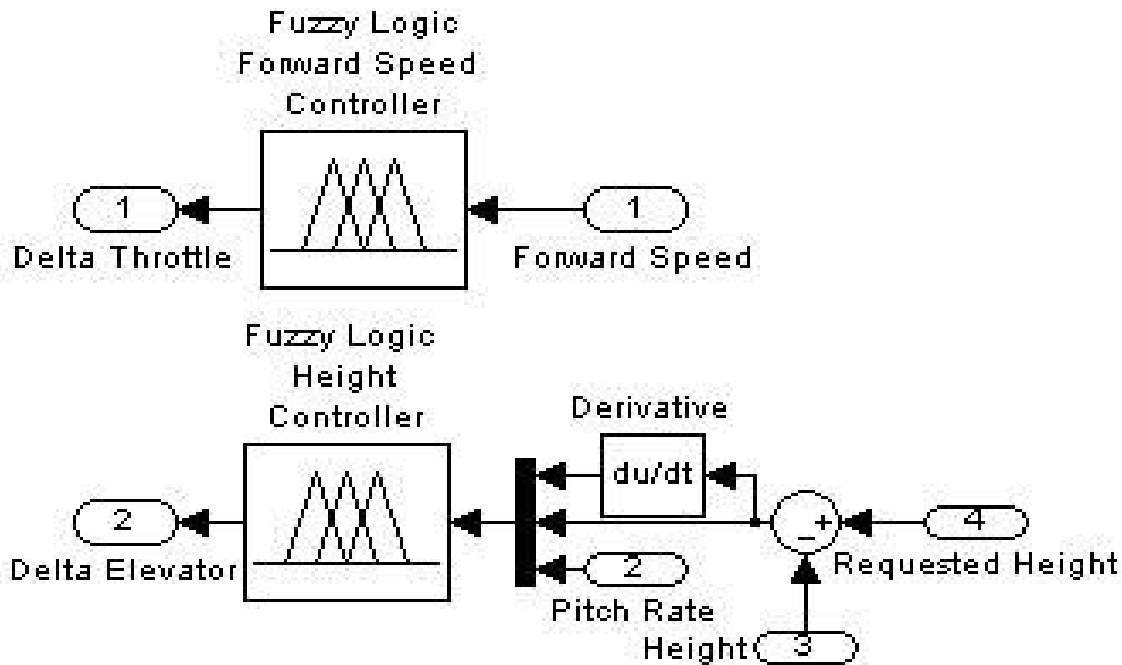 Fuzzy Logic
Forward Speed
Controller
1
1
Delta Throttle
Forward Speed
Fuzzy Logic
Height
Controller
Derivative
du/dt
2
+
4
-
Delta Elevator
2
Requested Height
Pitch Rate
Height
3